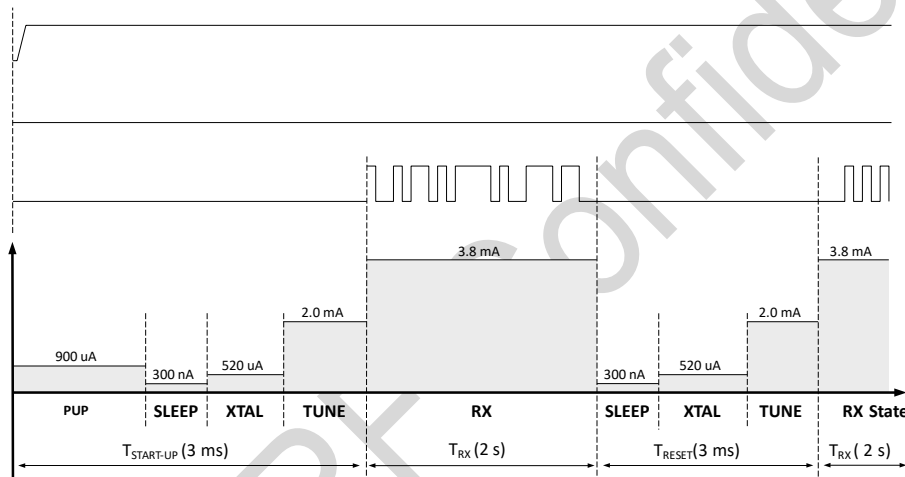 3.8 mA
3.8 mA
2.0 mA
2.0 mA
900 uA
520 uA
520 uA
300 nA
300 nA
PUP SLEEP XTAL TUNE RX SLEEP XTAL TUNE RX State
TSTART-UP (3 ms) TRX (2 s) TRESET(3 ms) TRX ( 2 s)
RF Confide